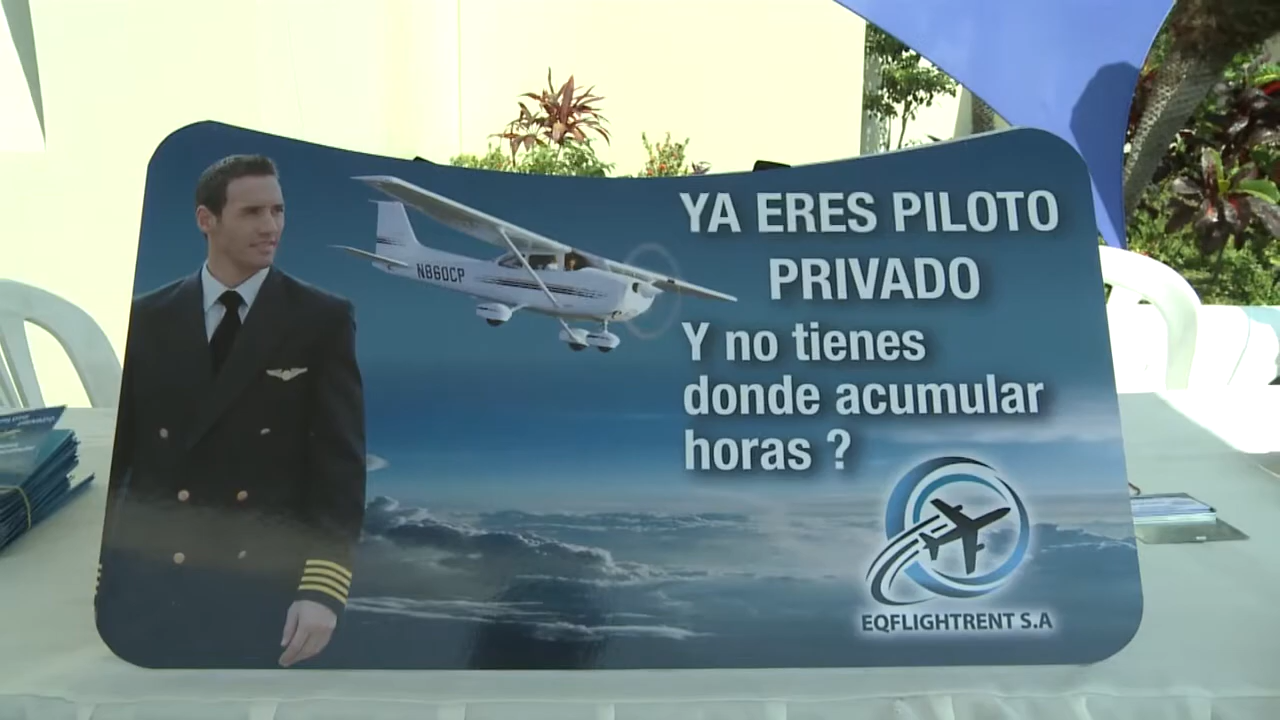 YA ERES PILOTO
PRIVADO
Y no tienes
donde acumular
horas ?
N860CP
EQFLIGHTRENT S.A